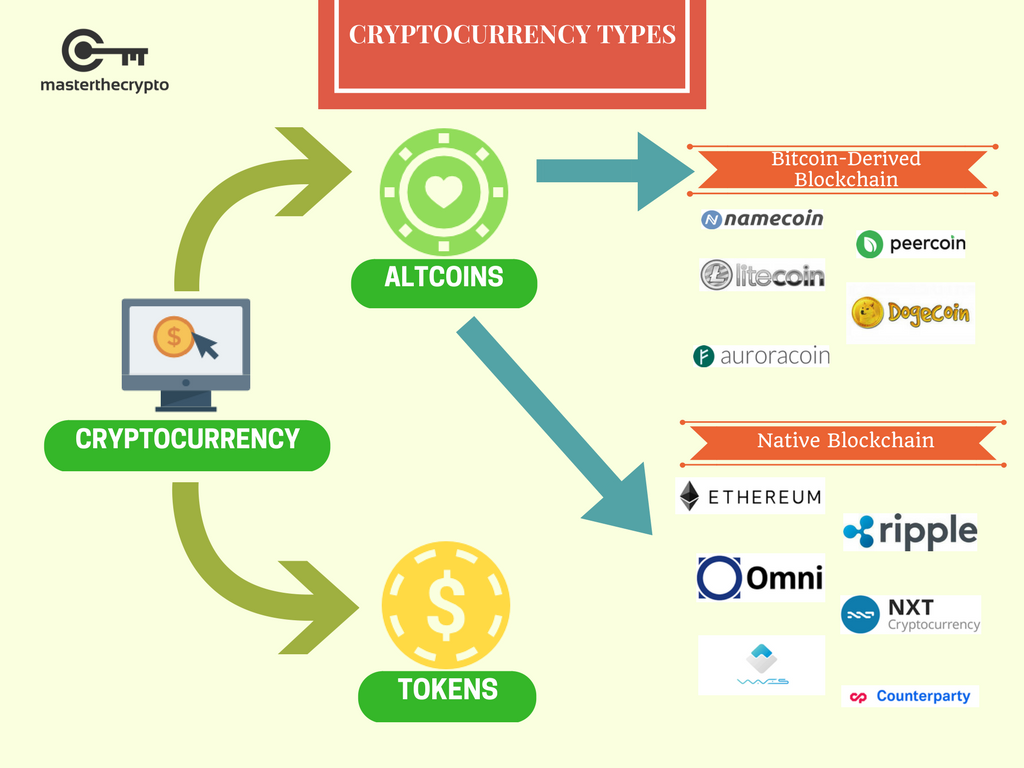 CRYPTOCURRENCY TYPES
masterthecrypto
Bitcoin-Derived
Blockchain
namecoin
peercoin
litecoin
DOGECOIN
auroracoin
ALTCOINS
$
CRYPTOCURRENCY
Native Blockchain
ETHEREUM
ripple
Omni
NXT
Cryptocurrency
Counterparty
$
TOKENS